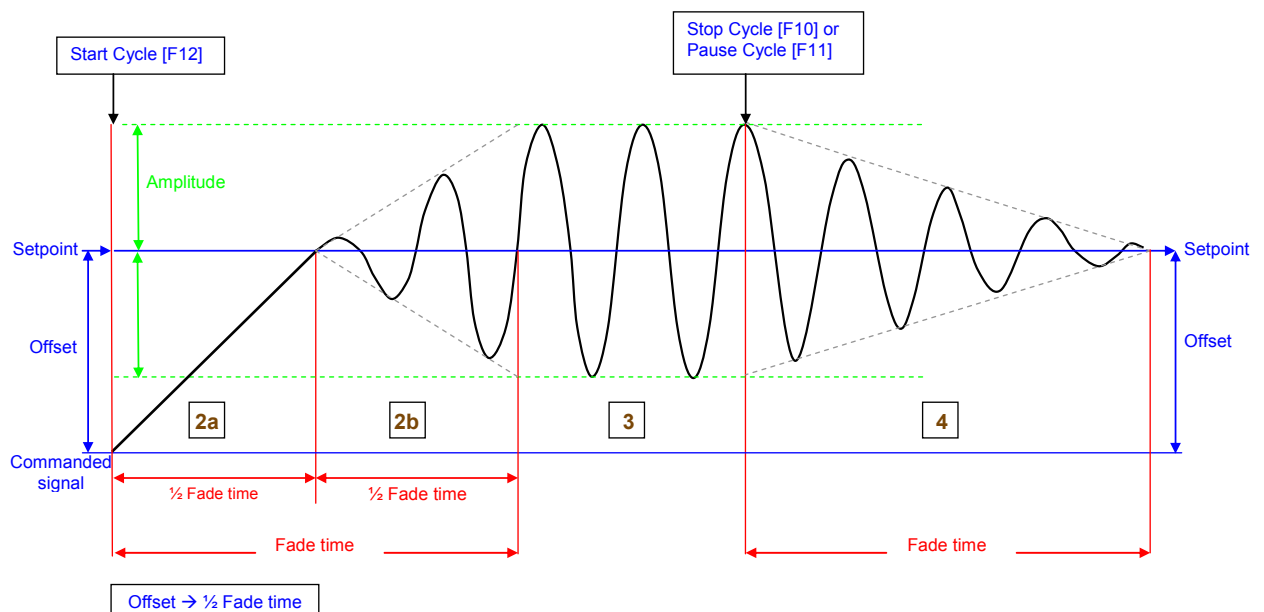 Stop Cycle [F10] or
Pause Cycle [F11]
Start Cycle [F12]
Amplitude
Setpoint
Setpoint
Offset
Offset
2a
2b
3
4
Commanded
signal
½ Fade time
½ Fade time
Fade time
Fade time
Offset → ½ Fade time